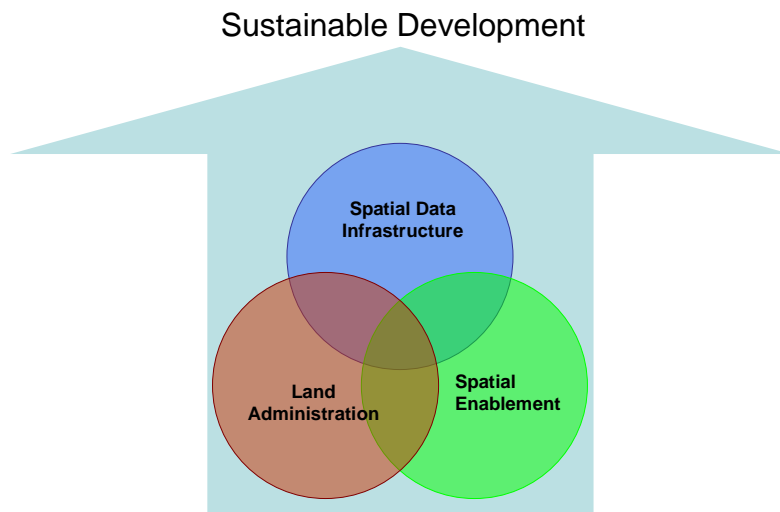 Sustainable Development
Spatial Data
Infrastructure
Land
Administration
Spatial
Enablement